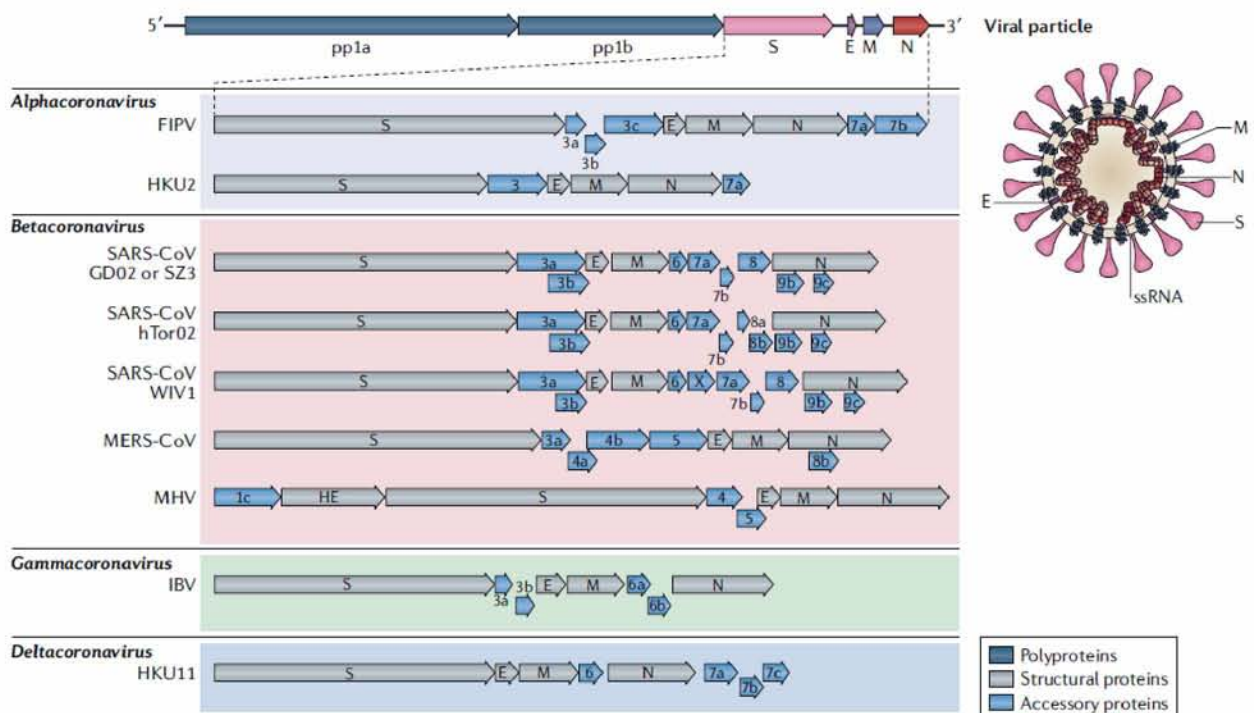 5′ 3′ Viral particle
pp1a pp1b S E M N
Alphacoronavirus
FIPV S 3a 3b 3c E M N 7a 7b
HKU2 S 3 E M N 7a
Betacoronavirus
SARS-CoV
GD02 or SZ3
S 3a E M 6 7a 8 N
3b 7b 9b 9c
SARS-CoV
hTor02
S 3a E M 6 7a 8a N
3b 7b 8b 9b 9c
SARS-CoV
WIV1
S 3a E M 6 X 7a 8 N
3b 7b 9b 9c
MERS-CoV S 3a 4b 5 E M N
4a 8b
MHV 1c HE S 4 E M N
5
Gammacoronavirus
IBV S 3a 3b E M 6a N
6b
Deltacoronavirus
HKU11 S E M 6 N 7a 7c
7b
M
N
E
S
ssRNA
Polyproteins
Structural proteins
Accessory proteins